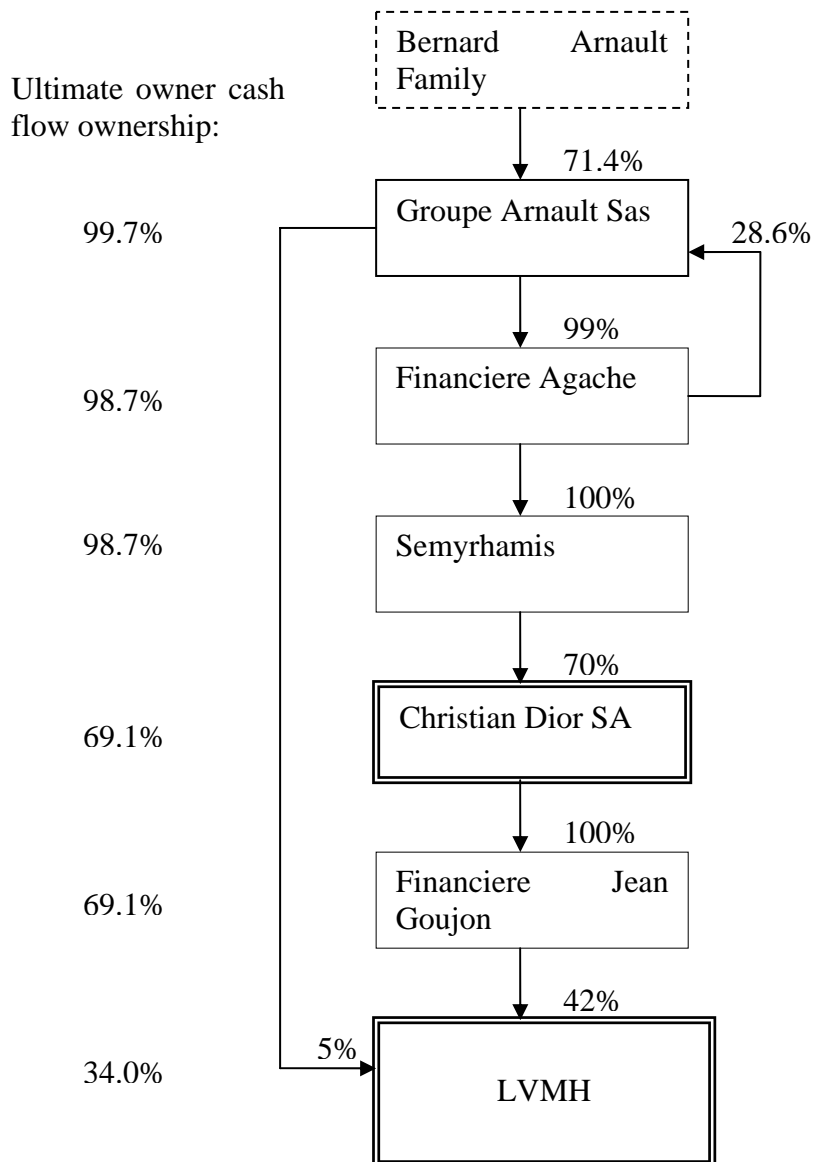 Bernard Arnault
Family
Ultimate owner cash
flow ownership:
71.4%
Groupe Arnault Sas
99.7%
28.6%
99%
Financiere Agache
98.7%
100%
Semyrhamis
98.7%
70%
Christian Dior SA
69.1%
100%
Financiere Jean
Goujon
69.1%
42%
5%
34.0%
LVMH